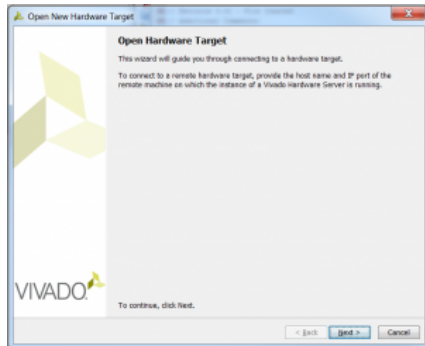 Open New Hardware Target
Open Hardware Target
This wizard will guide you through connecting to a hardware target.
To connect to a remote hardware target, provide the host name and IP port of the
remote machine on which the instance of a Vivado Hardware Server is running.
VIVADO
To continue, click Next.
< Back Next > Cancel